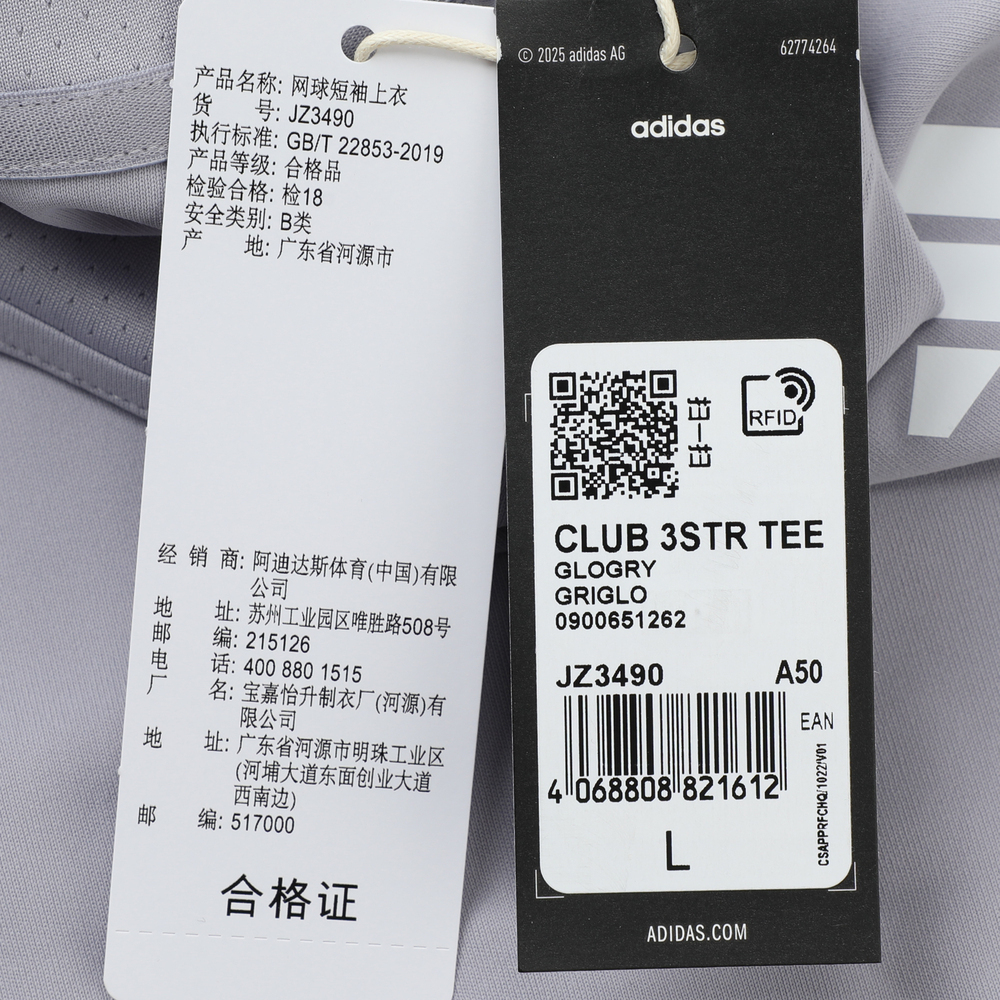 产品名称: 网球短袖上衣
货 号: JZ3490
执行标准: GB/T 22853-2019
产品等级: 合格品
检验合格: 检18
安全类别: B类
产 地: 广东省河源市
经 销 商: 阿迪达斯体育(中国)有限
公司
地 址: 苏州工业园区唯胜路508号
邮 编: 215126
电 话: 400 880 1515
厂 名: 宝嘉怡升制衣厂(河源)有
限公司
地 址: 广东省河源市明珠工业区
(河埔大道东面创业大道
西南边)
邮 编: 517000
合格证
© 2025 adidas AG
62774264
adidas
扫一扫
RFID
CLUB 3STR TEE
GLOGRY
GRIGLO
0900651262
JZ3490 A50
EAN
4 068808 821612
CSAPPRFCHQ/1022/V01
L
ADIDAS.COM